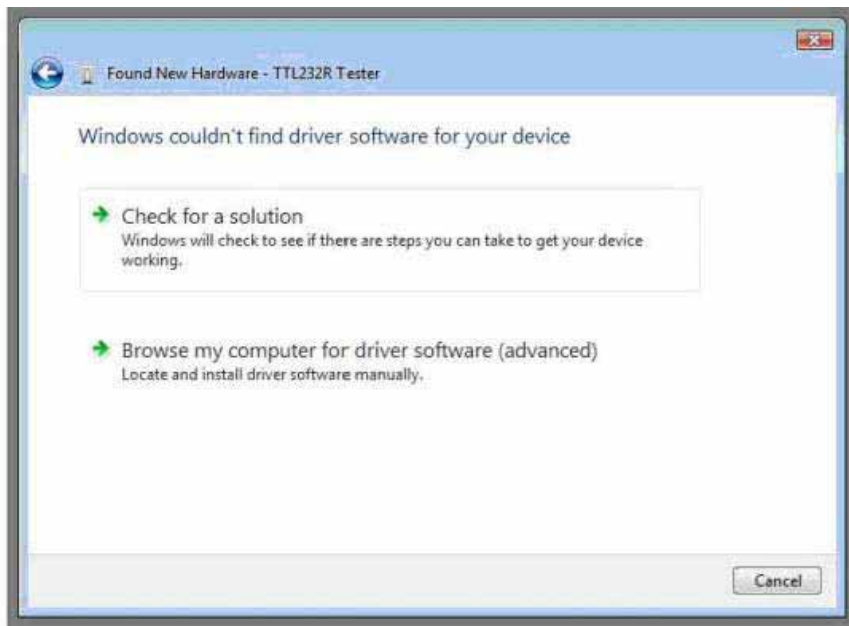 Found New Hardware - TTL232R Tester
Windows couldn't find driver software for your device
Check for a solution
Windows will check to see if there are steps you can take to get your device
working.
Browse my computer for driver software (advanced)
Locate and install driver software manually.
Cancel